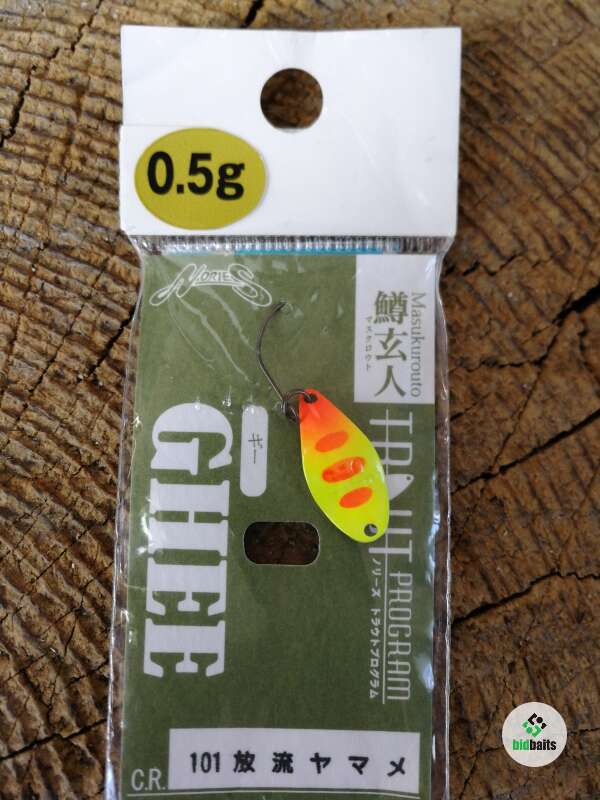 0.5g
NORIES
Masukurouto
鱒玄人
マスクロウト
TROUT PROGRAM
ノリーズ トラウトプログラム
ギー
GHEE
C.R. 101 放流ヤマメ
bidbaits